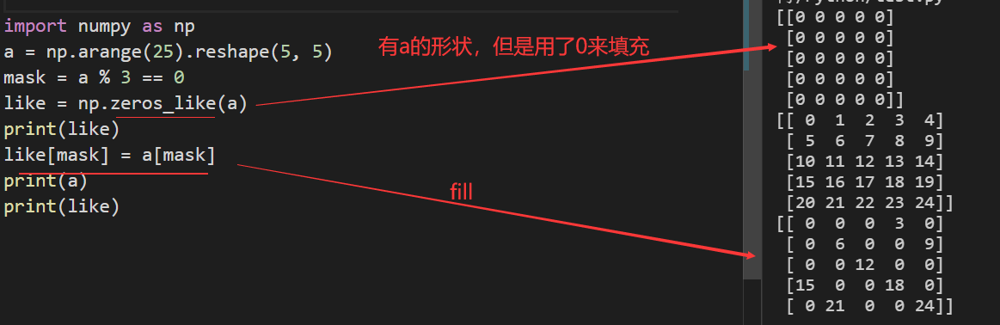 import numpy as np
a = np.arange(25).reshape(5, 5)
mask = a % 3 == 0
like = np.zeros_like(a)
print(like)
like[mask] = a[mask]
print(a)
print(like)
有a的形状，但是用了0来填充
fill
[[0 0 0 0 0]
[0 0 0 0 0]
[0 0 0 0 0]
[0 0 0 0 0]
[0 0 0 0 0]]
[[ 0 1 2 3 4]
[ 5 6 7 8 9]
[10 11 12 13 14]
[15 16 17 18 19]
[20 21 22 23 24]]
[[ 0 0 0 3 0]
[ 0 6 0 0 9]
[ 0 0 12 0 0]
[15 0 0 18 0]
[ 0 21 0 0 24]]